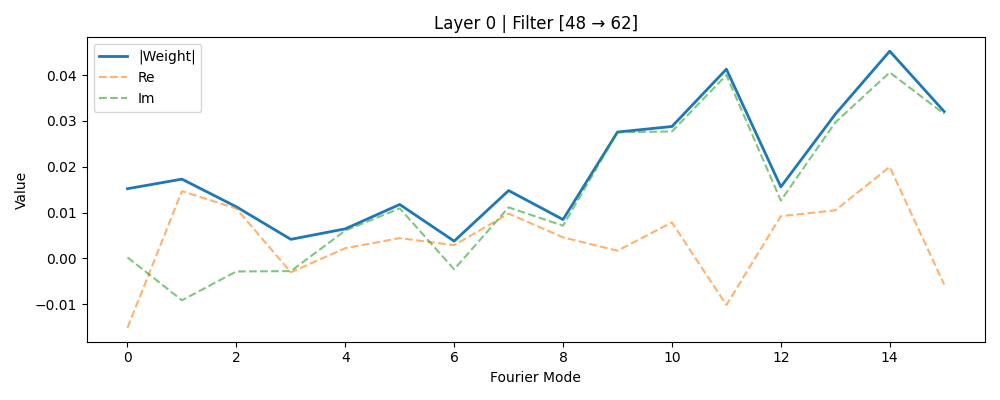 Layer 0 | Filter [48 → 62]
|Weight|
Re
Im
0.04
0.03
0.02
0.01
0.00
−0.01
Value
0 2 4 6 8 10 12 14
Fourier Mode